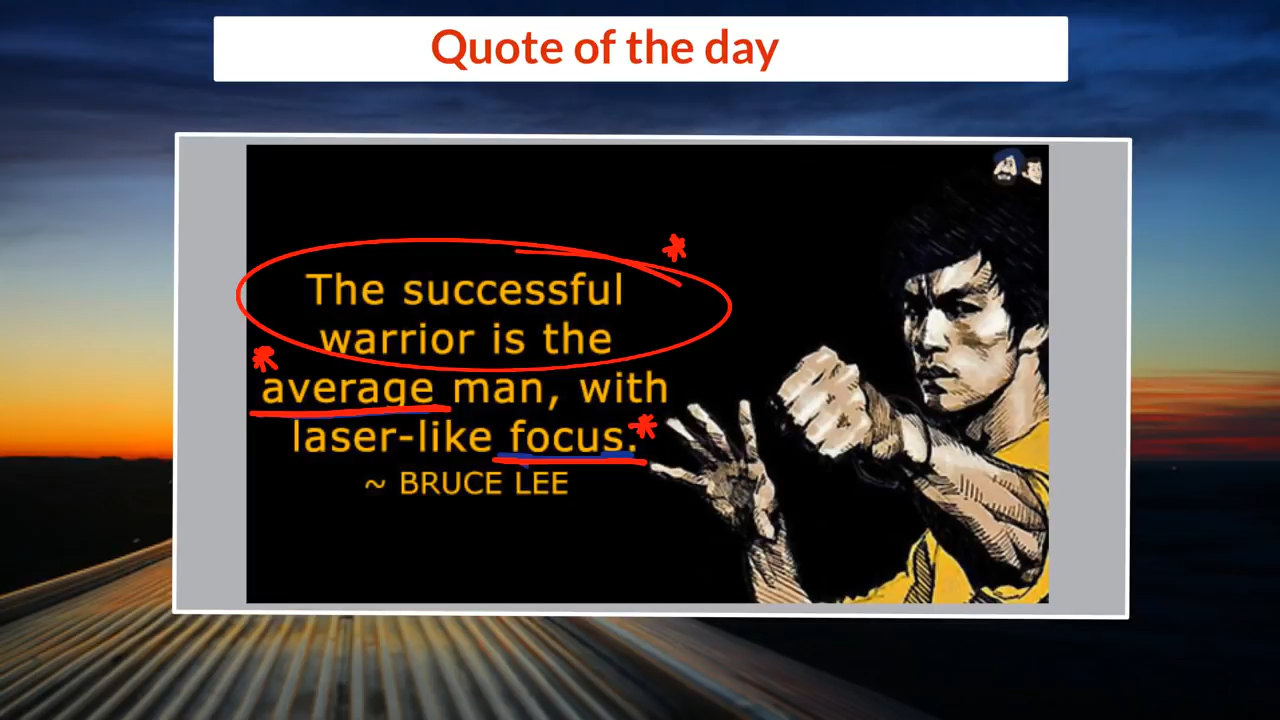 Quote of the day
The successful
warrior is the
average man, with
laser-like focus.
~ BRUCE LEE